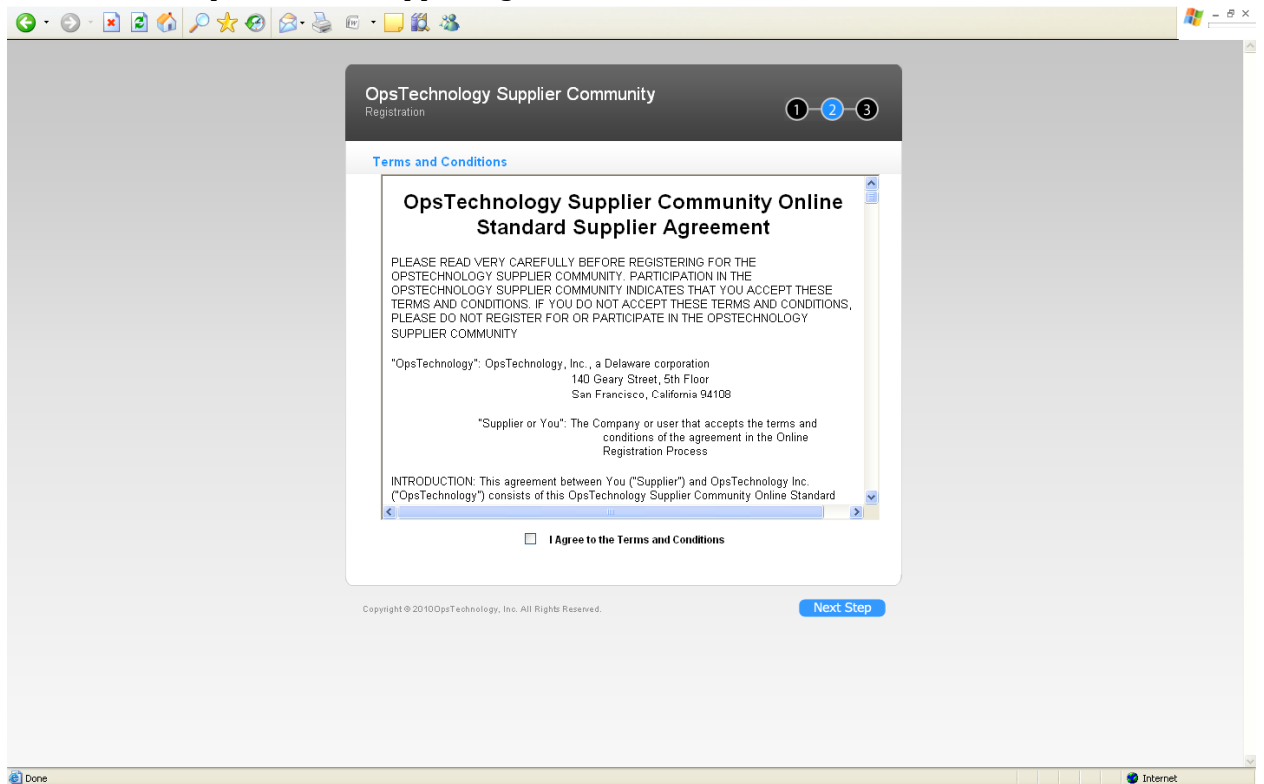 OpsTechnology Supplier Community
Registration
1 2 3
Terms and Conditions
OpsTechnology Supplier Community Online
Standard Supplier Agreement
PLEASE READ VERY CAREFULLY BEFORE REGISTERING FOR THE
OPSTECHNOLOGY SUPPLIER COMMUNITY. PARTICIPATION IN THE
OPSTECHNOLOGY SUPPLIER COMMUNITY INDICATES THAT YOU ACCEPT THESE
TERMS AND CONDITIONS. IF YOU DO NOT ACCEPT THESE TERMS AND CONDITIONS,
PLEASE DO NOT REGISTER FOR OR PARTICIPATE IN THE OPSTECHNOLOGY
SUPPLIER COMMUNITY
"OpsTechnology": OpsTechnology, Inc., a Delaware corporation
140 Geary Street, 5th Floor
San Francisco, California 94108
"Supplier or You": The Company or user that accepts the terms and
conditions of the agreement in the Online
Registration Process
INTRODUCTION: This agreement between You ("Supplier") and OpsTechnology Inc.
("OpsTechnology") consists of this OpsTechnology Supplier Community Online Standard
I Agree to the Terms and Conditions
Copyright © 2010OpsTechnology, Inc. All Rights Reserved.
Next Step
Done
Internet